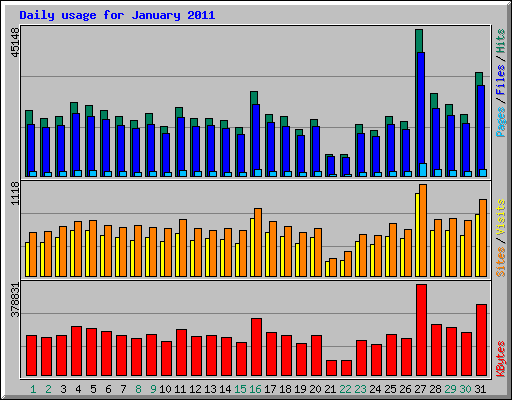 Daily usage for January 2011
45148
Pages / Files / Hits
1118
Sites / Visits
378831
KBytes
1 2 3 4 5 6 7 8 9 10 11 12 13 14 15 16 17 18 19 20 21 22 23 24 25 26 27 28 29 30 31